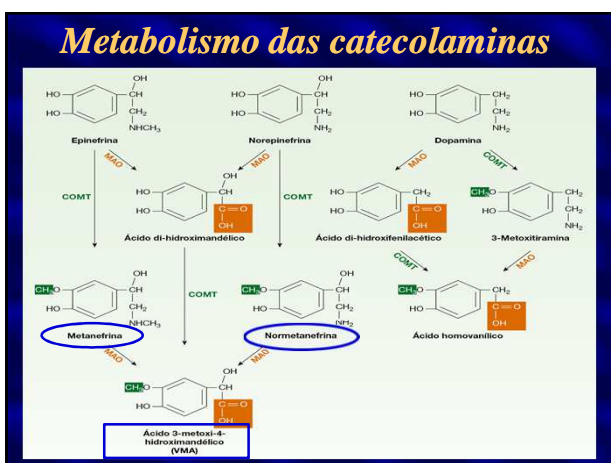 Metabolismo das catecolaminas
OH
OH
HO
CH
HO
CH
HO
CH₂
HO
CH₂
HO
CH₂
HO
CH₂
NHCH₃
NH₂
NH₂
Epinefrina
Norepinefrina
Dopamina
MAO
MAO
MAO
COMT
OH
COMT
COMT
HO
CH
HO
CH₂
CH₃O
CH₂
HO
C=O
HO
C=O
HO
CH₂
OH
OH
NH₂
Ácido di-hidroximandélico
Ácido di-hidroxifenilacético
3-Metoxitiramina
OH
OH
COMT
MAO
CH₃O
CH
COMT
CH₃O
CH
CH₃O
CH₂
HO
CH₂
HO
CH₂
HO
C=O
NHCH₃
NH₂
OH
Metanefrina
Normetanefrina
Ácido homovanílico
MAO
MAO
OH
CH₃O
CH
HO
C=O
OH
Ácido 3-metoxi-4-
hidroximandélico
(VMA)